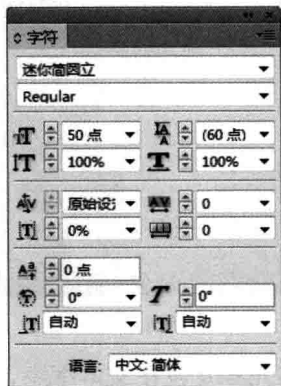 字符
迷你简圆立
Regular
50 点 (60 点)
100% 100%
原始设 0
0% 0
0 点
0° 0°
自动 自动
语言: 中文: 简体